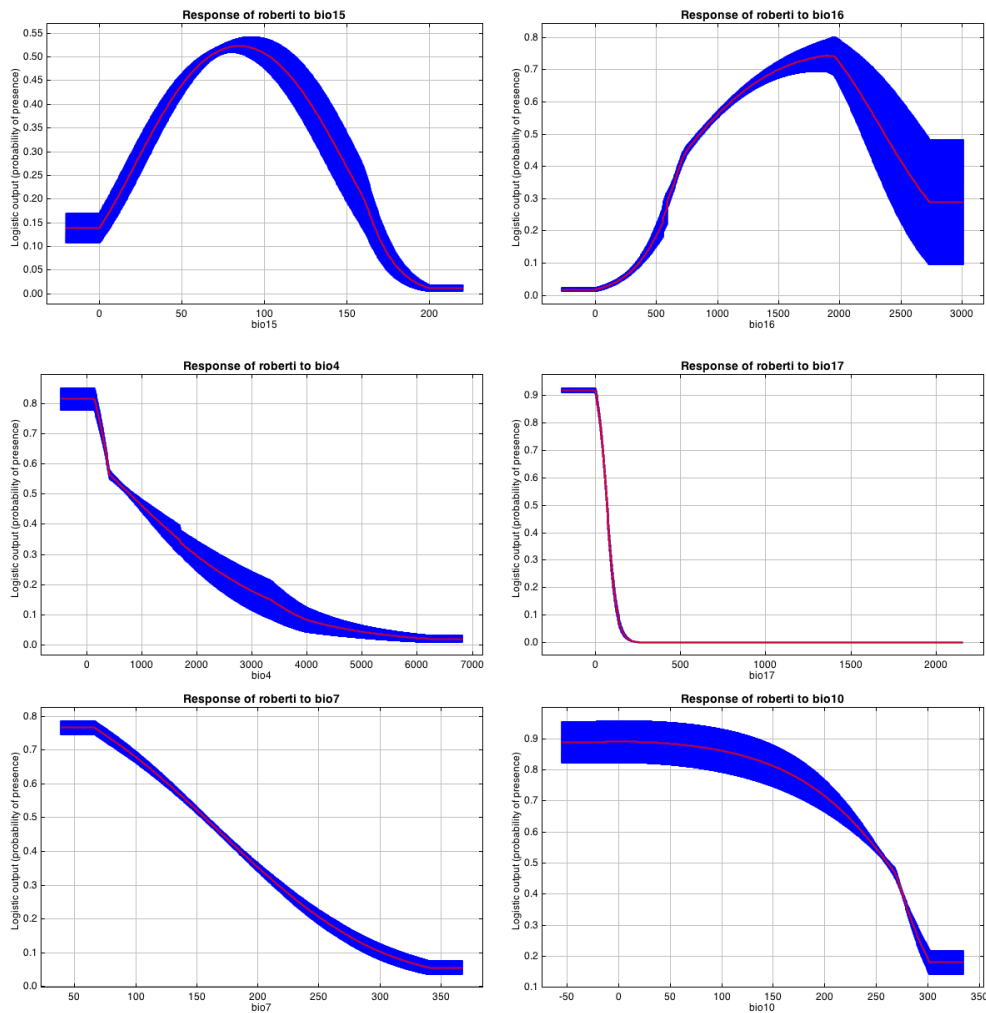 Response of roberti to bio15
Logistic output (probability of presence)
0.55
0.50
0.45
0.40
0.35
0.30
0.25
0.20
0.15
0.10
0.05
0.00
0 50 100 150 200
bio15
Response of roberti to bio16
Logistic output (probability of presence)
0.8
0.7
0.6
0.5
0.4
0.3
0.2
0.1
0.0
0 500 1000 1500 2000 2500 3000
bio16
Response of roberti to bio4
Logistic output (probability of presence)
0.8
0.7
0.6
0.5
0.4
0.3
0.2
0.1
0.0
0 1000 2000 3000 4000 5000 6000 7000
bio4
Response of roberti to bio17
Logistic output (probability of presence)
0.9
0.8
0.7
0.6
0.5
0.4
0.3
0.2
0.1
0.0
0 500 1000 1500 2000
bio17
Response of roberti to bio7
Logistic output (probability of presence)
0.8
0.7
0.6
0.5
0.4
0.3
0.2
0.1
0.0
50 100 150 200 250 300 350
bio7
Response of roberti to bio10
Logistic output (probability of presence)
0.9
0.8
0.7
0.6
0.5
0.4
0.3
0.2
0.1
-50 0 50 100 150 200 250 300 350
bio10